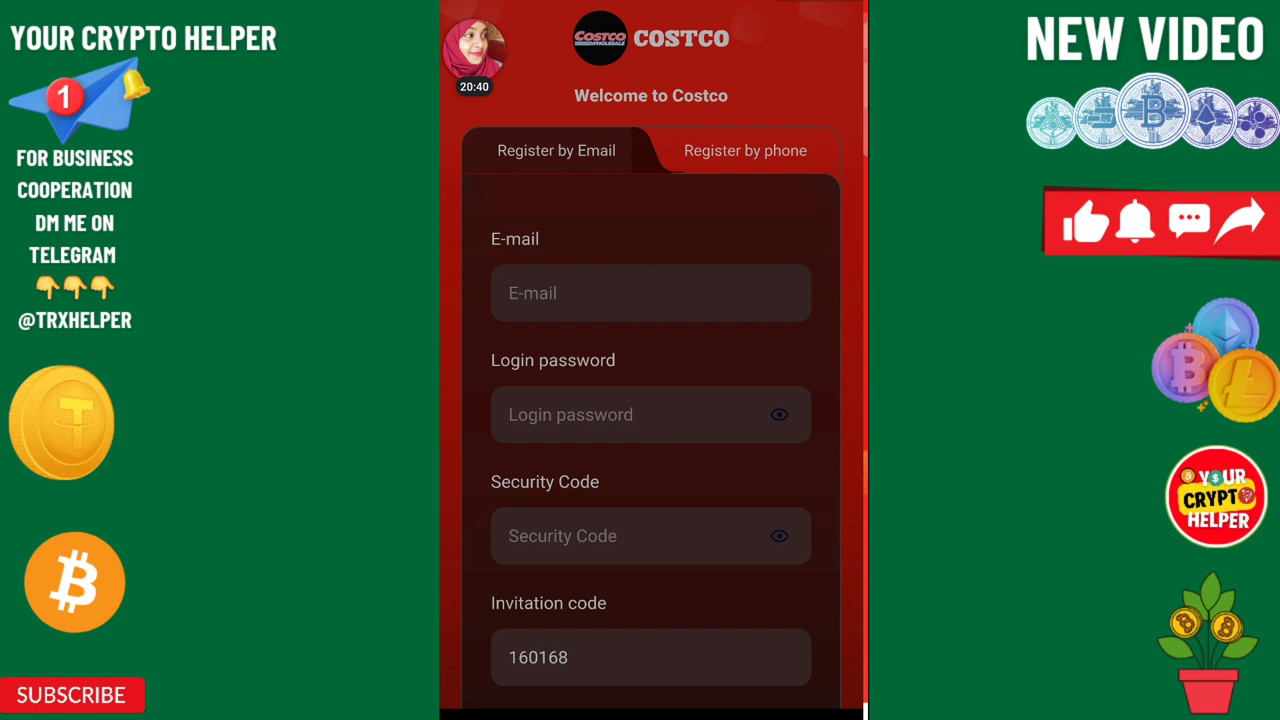 YOUR CRYPTO HELPER
1
FOR BUSINESS
COOPERATION
DM ME ON
TELEGRAM
@TRXHELPER
SUBSCRIBE
20:40
COSTCO
WHOLESALE
COSTCO
Welcome to Costco
Register by Email
Register by phone
E-mail
E-mail
Login password
Login password
Security Code
Security Code
Invitation code
160168
NEW VIDEO
YOUR
CRYPTO
HELPER